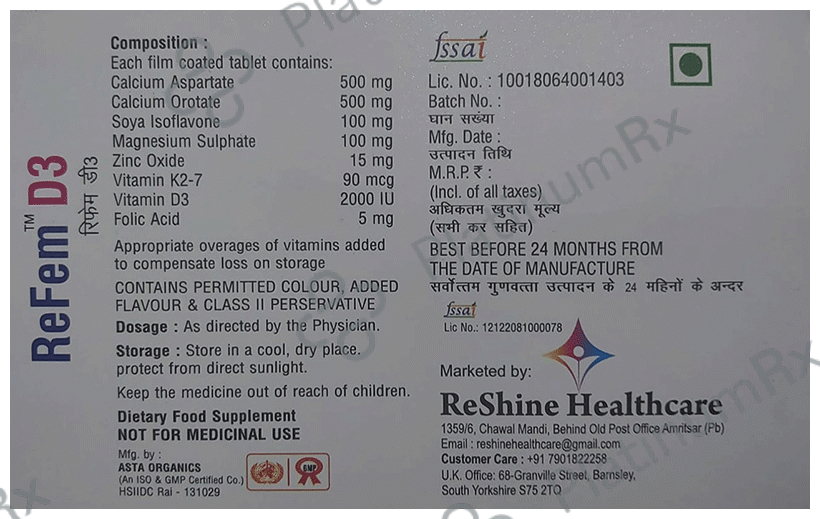 ReFem™ D3
रिफेम डी3
Composition :
Each film coated tablet contains:
Calcium Aspartate 500 mg
Calcium Orotate 500 mg
Soya Isoflavone 100 mg
Magnesium Sulphate 100 mg
Zinc Oxide 15 mg
Vitamin K2-7 90 mcg
Vitamin D3 2000 IU
Folic Acid 5 mg
Appropriate overages of vitamins added
to compensate loss on storage
CONTAINS PERMITTED COLOUR, ADDED
FLAVOUR & CLASS II PERSERVATIVE
Dosage : As directed by the Physician.
Storage : Store in a cool, dry place.
protect from direct sunlight.
Keep the medicine out of reach of children.
Dietary Food Supplement
NOT FOR MEDICINAL USE
Mfg. by :
ASTA ORGANICS
(An ISO & GMP Certified Co.)
HSIIDC Rai - 131029
GMP
fssai
Lic. No. : 10018064001403
Batch No. :
घान सख्या
Mfg. Date :
उत्पादन तिथि
M.R.P. ₹ :
(Incl. of all taxes)
अधिकतम खुदरा मूल्य
(सभी कर सहित)
BEST BEFORE 24 MONTHS FROM
THE DATE OF MANUFACTURE
सर्वोत्तम गुणवत्ता उत्पादन के 24 महिनों के अन्दर
fssai
Lic No.: 12122081000078
Marketed by:
ReShine Healthcare
1359/6, Chawal Mandi, Behind Old Post Office Amritsar (Pb)
Email : reshinehealthcare@gmail.com
Customer Care : +91 7901822258
U.K. Office: 68-Granville Street, Barnsley,
South Yorkshire S75 2TQ
PlatinumRx
PlatinumRx